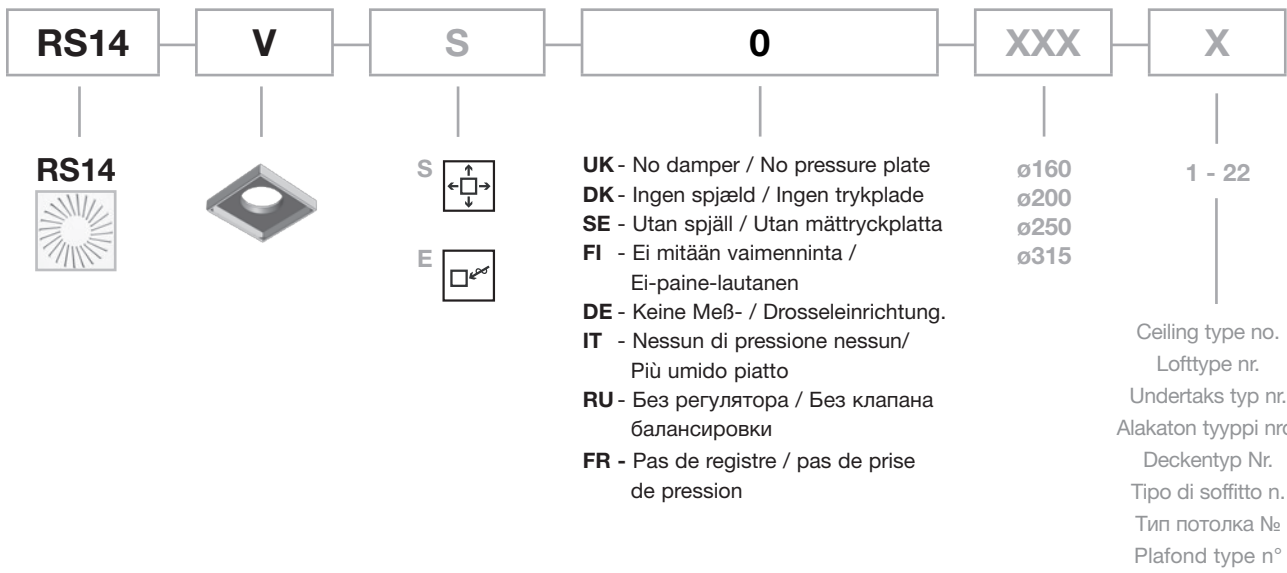 RS14 V S 0 XXX X
RS14
S
E
UK - No damper / No pressure plate
DK - Ingen spjæld / Ingen trykplade
SE - Utan spjäll / Utan mättryckplatta
FI - Ei mitään vaimenninta /
Ei-paine-lautanen
DE - Keine Meß- / Drosseleinrichtung.
IT - Nessun di pressione nessun/
Più umido piatto
RU - Без регулятора / Без клапана
балансировки
FR - Pas de registre / pas de prise
de pression
ø160
ø200
ø250
ø315
1 - 22
Ceiling type no.
Lofttype nr.
Undertaks typ nr.
Alakaton tyyppi nro
Deckentyp Nr.
Tipo di soffitto n.
Тип потолка №
Plafond type n°